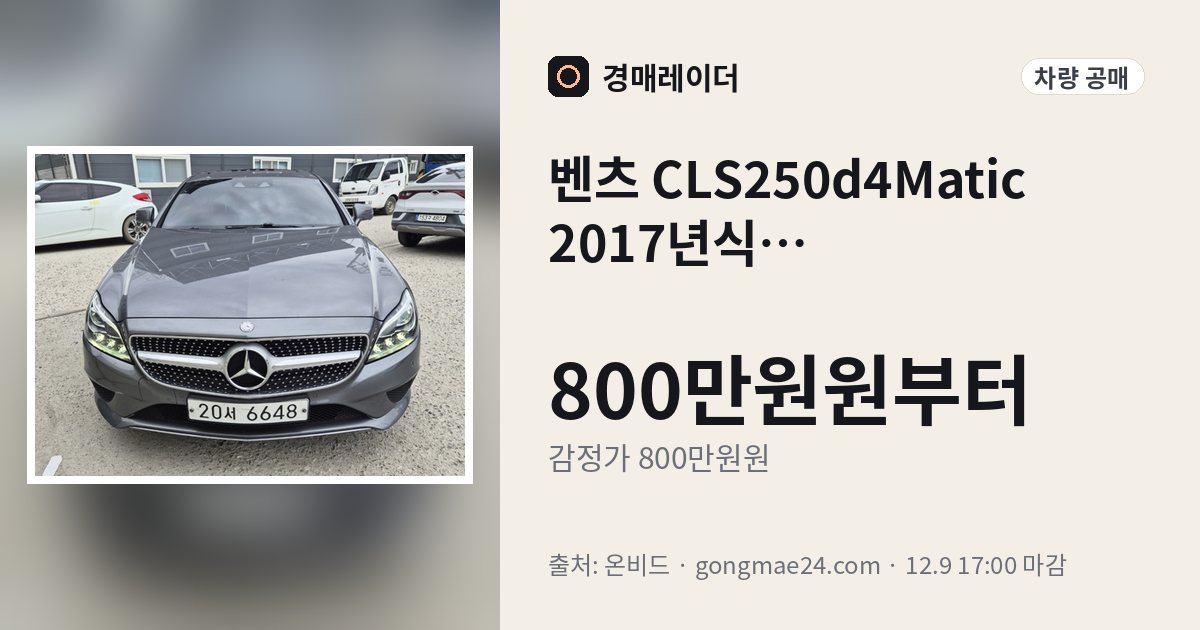 경매레이더
차량 공매
벤츠 CLS250d4Matic
2017년식…
800만원원부터
감정가 800만원원
출처: 온비드 · gongmae24.com · 12.9 17:00 마감
20서 6648